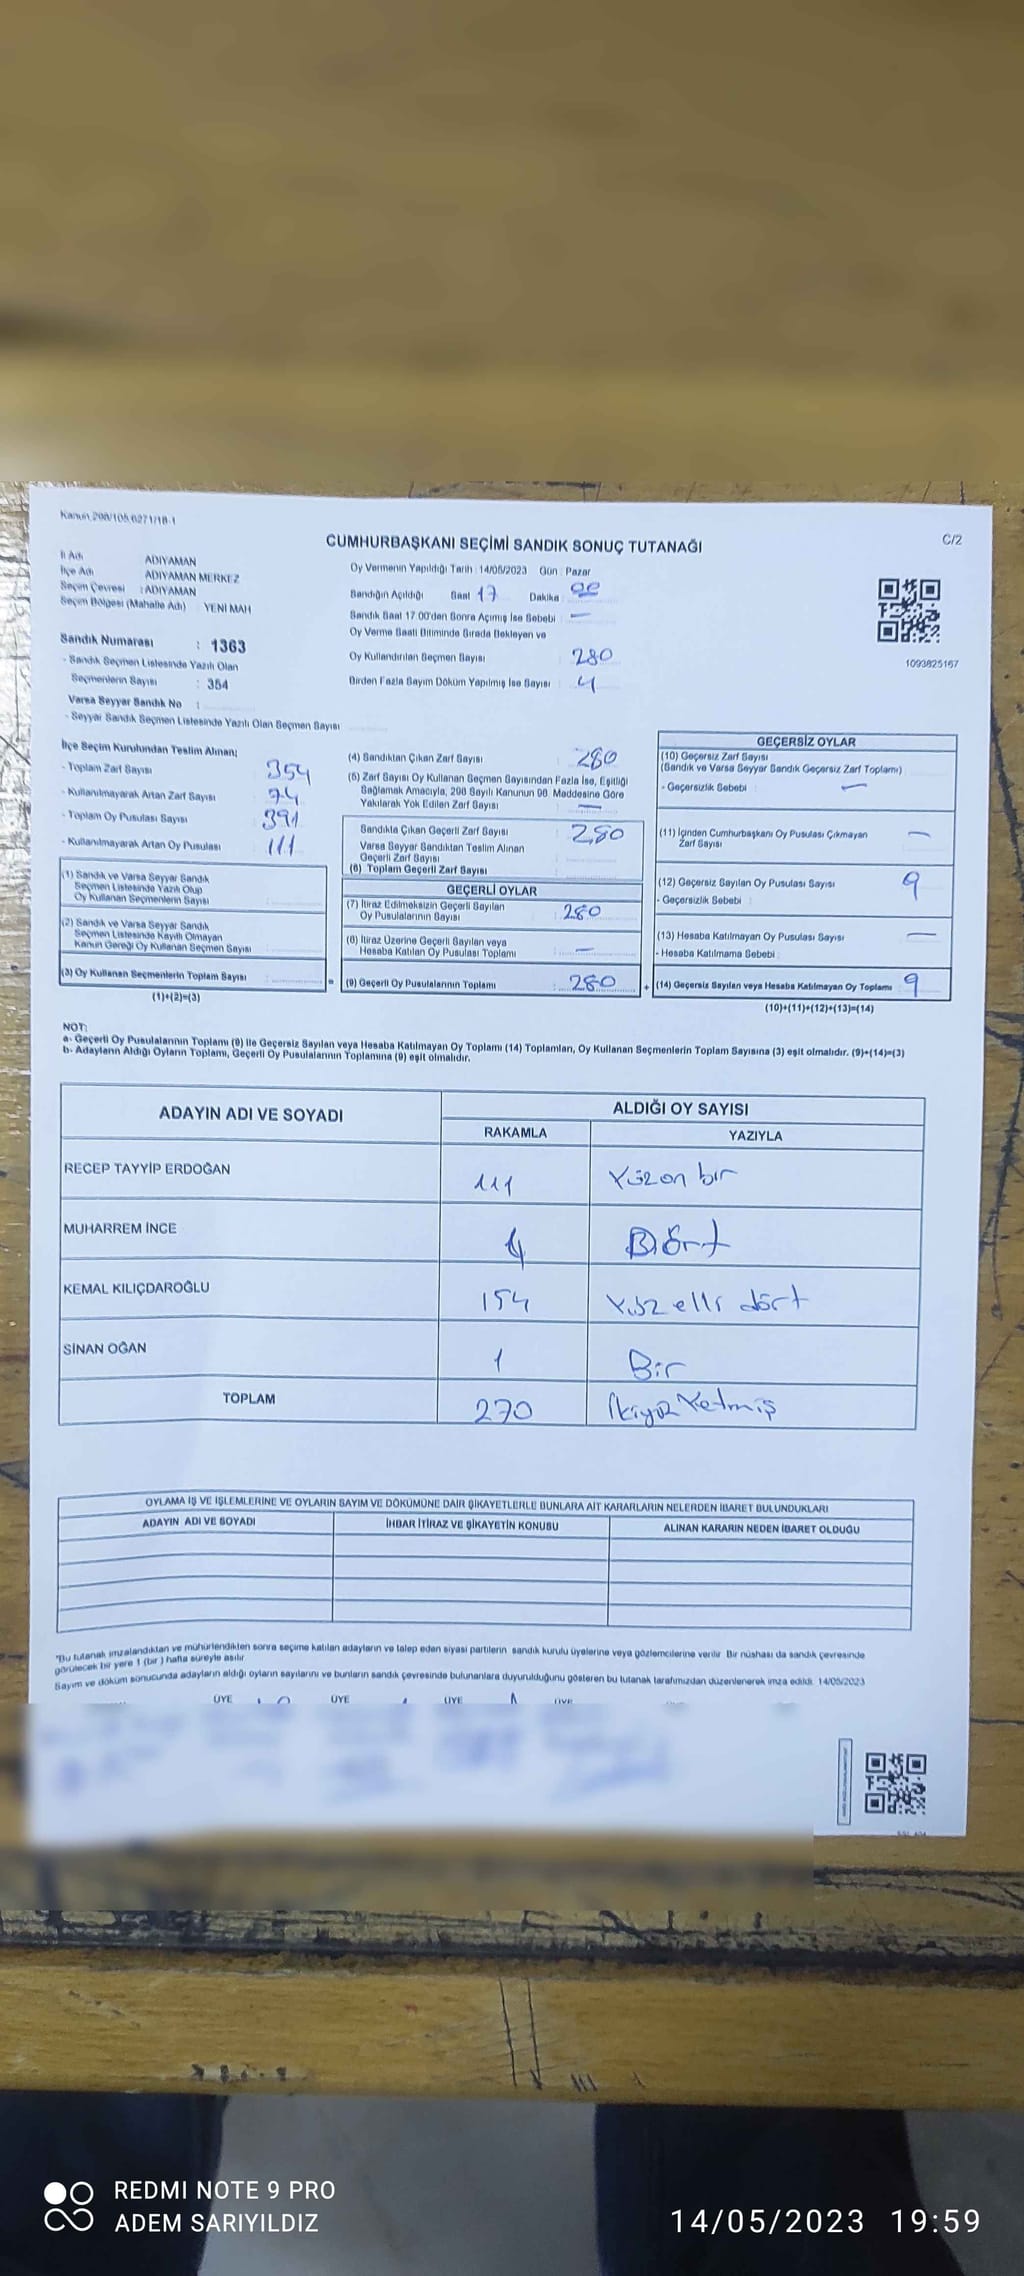 Kanun 298/105,6271/18-1
C/2
CUMHURBAŞKANI SEÇİMİ SANDIK SONUÇ TUTANAĞI
İl Adı ADIYAMAN
İlçe Adı ADIYAMAN MERKEZ
Seçim Çevresi : ADIYAMAN
Seçim Bölgesi (Mahalle Adı) YENİ MAH
Sandık Numarası : 1363
- Sandık Seçmen Listesinde Yazılı Olan
Seçmenlerin Sayısı : 354
Varsa Seyyar Sandık No :
- Seyyar Sandık Seçmen Listesinde Yazılı Olan Seçmen Sayısı
Oy Vermenin Yapıldığı Tarih : 14/05/2023 Gün : Pazar
Sandığın Açıldığı Saat 17 Dakika : 00
Sandık Saat 17:00'den Sonra Açılmış İse Sebebi : —
Oy Verme Saati Bitiminde Sırada Bekleyen ve
Oy Kullandırılan Seçmen Sayısı 280
Birden Fazla Sayım Döküm Yapılmış İse Sayısı : 4
1093825167
İlçe Seçim Kurulundan Teslim Alınan;
- Toplam Zarf Sayısı 354
- Kullanılmayarak Artan Zarf Sayısı 74
- Toplam Oy Pusulası Sayısı 391
- Kullanılmayarak Artan Oy Pusulası 111
(1) Sandık ve Varsa Seyyar Sandık
Seçmen Listesinde Yazılı Olup
Oy Kullanan Seçmenlerin Sayısı
(2) Sandık ve Varsa Seyyar Sandık
Seçmen Listesinde Kayıtlı Olmayan
Kanun Gereği Oy Kullanan Seçmen Sayısı
(3) Oy Kullanan Seçmenlerin Toplam Sayısı
(1)+(2)=(3)
(4) Sandıktan Çıkan Zarf Sayısı : 280
(5) Zarf Sayısı Oy Kullanan Seçmen Sayısından Fazla İse, Eşitliği
Sağlamak Amacıyla, 298 Sayılı Kanunun 98. Maddesine Göre
Yakılarak Yok Edilen Zarf Sayısı : —
Sandıkta Çıkan Geçerli Zarf Sayısı : 280
Varsa Seyyar Sandıktan Teslim Alınan
Geçerli Zarf Sayısı
(6) Toplam Geçerli Zarf Sayısı
GEÇERLİ OYLAR
(7) İtiraz Edilmeksizin Geçerli Sayılan
Oy Pusulalarının Sayısı : 280
(8) İtiraz Üzerine Geçerli Sayılan veya
Hesaba Katılan Oy Pusulası Toplamı : —
= (9) Geçerli Oy Pusulalarının Toplamı : 280
GEÇERSİZ OYLAR
(10) Geçersiz Zarf Sayısı
(Sandık ve Varsa Seyyar Sandık Geçersiz Zarf Toplamı)
- Geçersizlik Sebebi : —
(11) İçinden Cumhurbaşkanı Oy Pusulası Çıkmayan
Zarf Sayısı —
(12) Geçersiz Sayılan Oy Pusulası Sayısı 9
- Geçersizlik Sebebi :
(13) Hesaba Katılmayan Oy Pusulası Sayısı —
- Hesaba Katılmama Sebebi :
+ (14) Geçersiz Sayılan veya Hesaba Katılmayan Oy Toplamı : 9
(10)+(11)+(12)+(13)=(14)
NOT:
a- Geçerli Oy Pusulalarının Toplamı (9) ile Geçersiz Sayılan veya Hesaba Katılmayan Oy Toplamı (14) Toplamları, Oy Kullanan Seçmenlerin Toplam Sayısına (3) eşit olmalıdır. (9)+(14)=(3)
b- Adayların Aldığı Oyların Toplamı, Geçerli Oy Pusulalarının Toplamına (9) eşit olmalıdır.
ADAYIN ADI VE SOYADI ALDIĞI OY SAYISI
RAKAMLA YAZIYLA
RECEP TAYYİP ERDOĞAN 111 Yüzon bir
MUHARREM İNCE 4 Dört
KEMAL KILIÇDAROĞLU 154 Yüz elli dört
SİNAN OĞAN 1 Bir
TOPLAM 270 İkiyüz Yetmiş
OYLAMA İŞ VE İŞLEMLERİNE VE OYLARIN SAYIM VE DÖKÜMÜNE DAİR ŞİKAYETLERLE BUNLARA AİT KARARLARIN NELERDEN İBARET BULUNDUKLARI
ADAYIN ADI VE SOYADI İHBAR İTİRAZ VE ŞİKAYETİN KONUSU ALINAN KARARIN NEDEN İBARET OLDUĞU
*Bu tutanak imzalandıktan ve mühürlendikten sonra seçime katılan adayların ve talep eden siyasi partilerin sandık kurulu üyelerine veya gözlemcilerine verilir. Bir nüshası da sandık çevresinde
görülecek bir yere 1 (bir) hafta süreyle asılır
Sayım ve döküm sonucunda adayların aldığı oyların sayılarını ve bunların sandık çevresinde bulunanlara duyurulduğunu gösteren bu tutanak tarafımızdan düzenlenerek imza edildi. 14/05/2023
ÜYE ÜYE ÜYE ÜYE
REDMI NOTE 9 PRO
ADEM SARIYILDIZ
14/05/2023 19:59